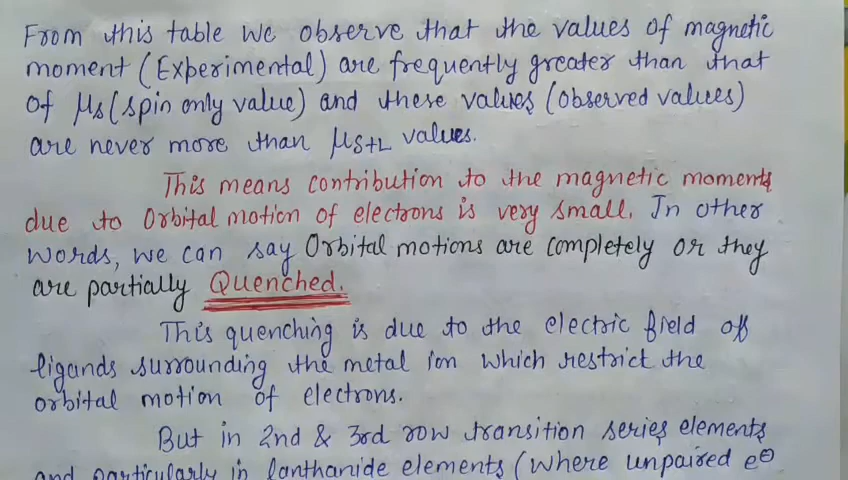 From this table we observe that the values of magnetic
moment (Experimental) are frequently greater than that
of μs (spin only value) and these values (observed values)
are never more than μS+L values.
This means contribution to the magnetic moments
due to Orbital motion of electrons is very small. In other
words, we can say Orbital motions are completely or they
are partially Quenched.
This quenching is due to the electric field of
ligands surrounding the metal ion which restrict the
orbital motion of electrons.
But in 2nd & 3rd row transition series elements
and particularly in lanthanide elements (where unpaired e⊖